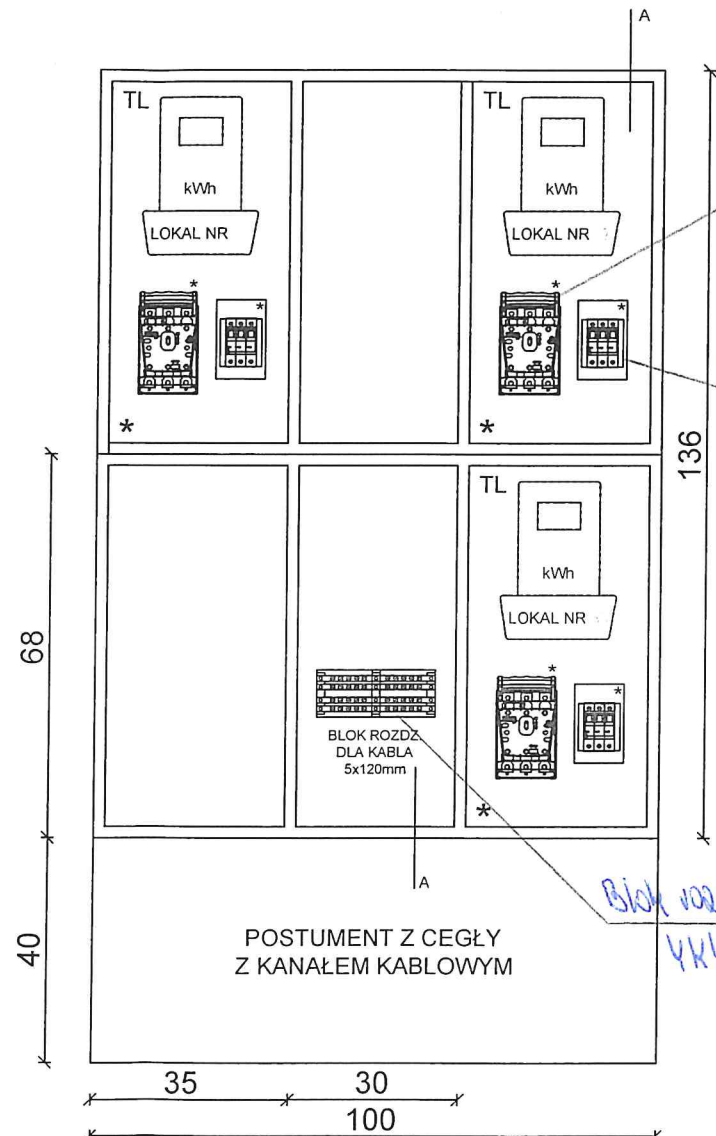 A
TL
TL
kWh
kWh
LOKAL NR
LOKAL NR
*
*
*
*
*
*
136
TL
kWh
68
LOKAL NR
*
*
BLOK ROZDZ.
DLA KABLA
5x120mm
*
A
POSTUMENT Z CEGŁY
Z KANAŁEM KABLOWYM
40
35
30
100